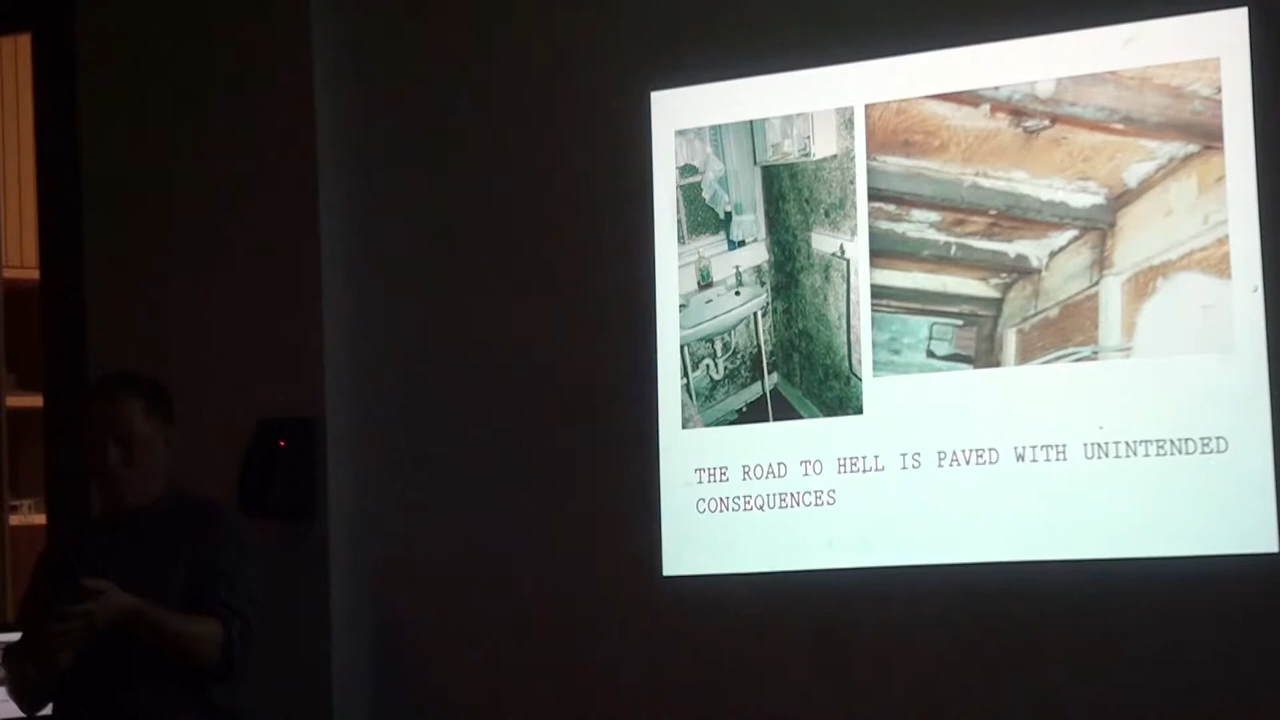 THE ROAD TO HELL IS PAVED WITH UNINTENDED
CONSEQUENCES